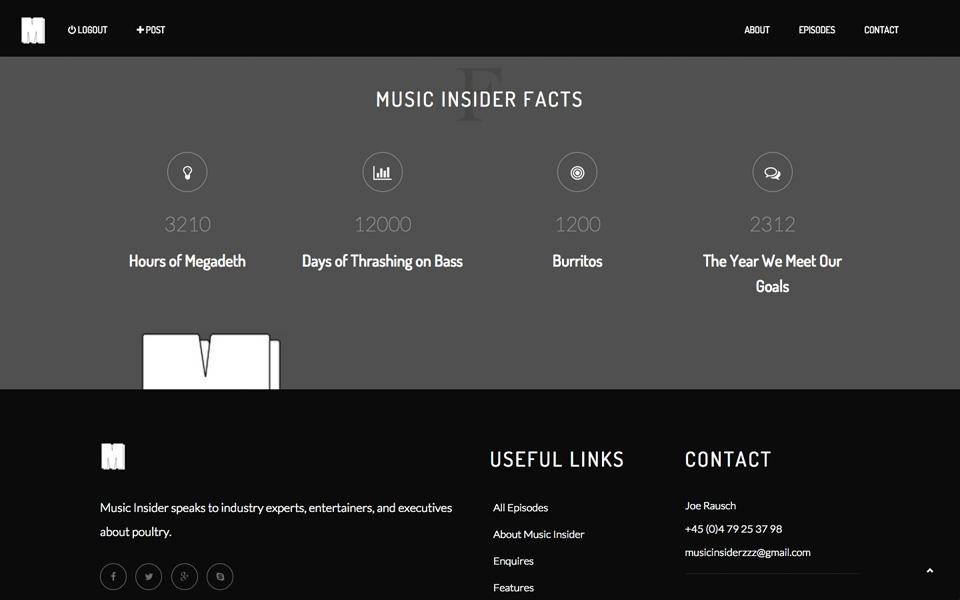 M
LOGOUT
POST
ABOUT
EPISODES
CONTACT
F
MUSIC INSIDER FACTS
3210
12000
1200
2312
Hours of Megadeth
Days of Thrashing on Bass
Burritos
The Year We Meet Our
Goals
M
USEFUL LINKS
CONTACT
Music Insider speaks to industry experts, entertainers, and executives
about poultry.
All Episodes
About Music Insider
Enquires
Features
Joe Rausch
+45 (0)4 79 25 37 98
musicinsiderzzz@gmail.com